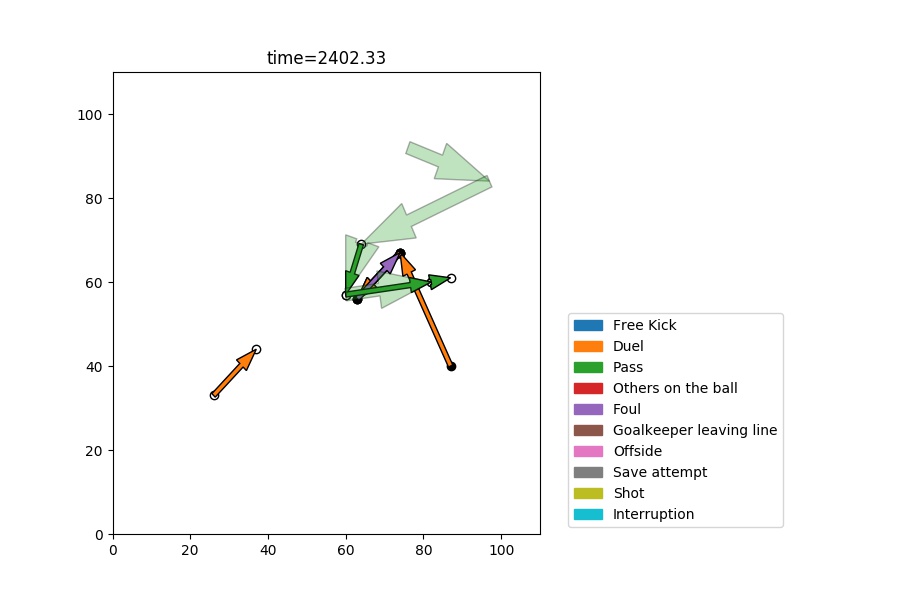 time=2402.33
100
80
60
40
20
0
0 20 40 60 80 100
Free Kick
Duel
Pass
Others on the ball
Foul
Goalkeeper leaving line
Offside
Save attempt
Shot
Interruption